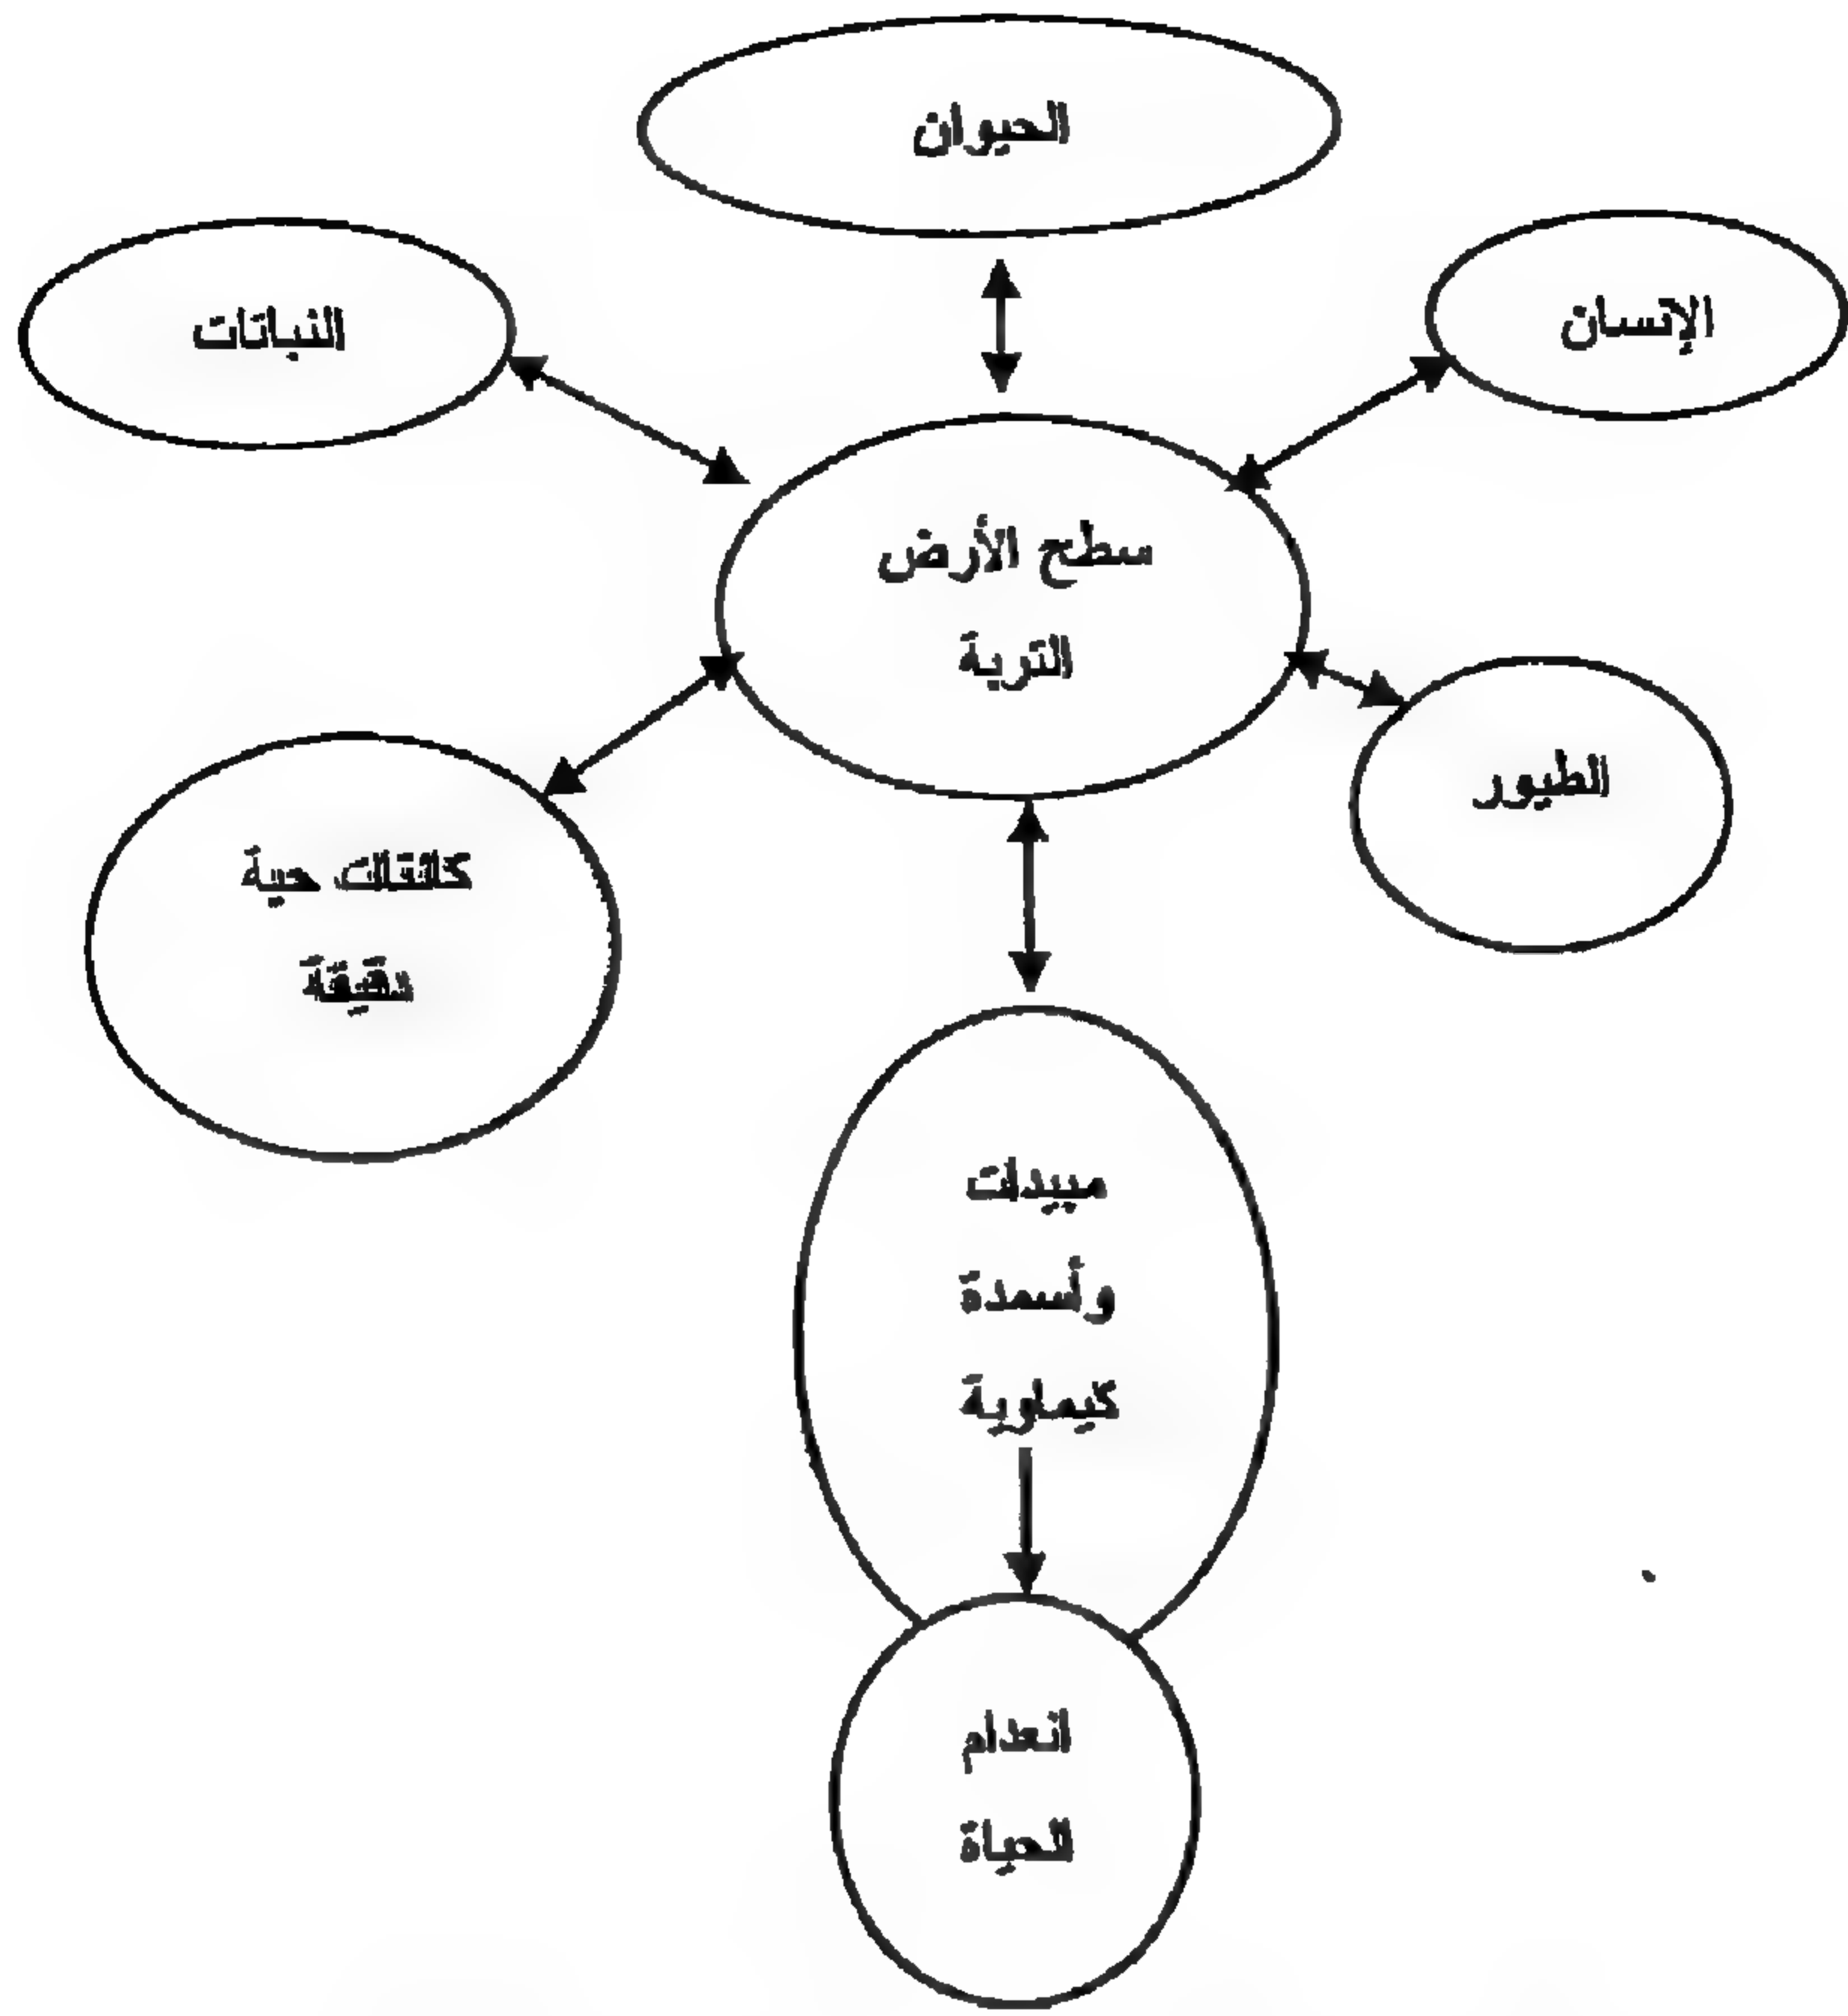 الحيوان
الإنسان
النباتات
سطح الأرض
التربة
الطيور
كائنات حية
دقيقة
مبيدات
وأسمدة
كيماوية
انعدام
الحياة